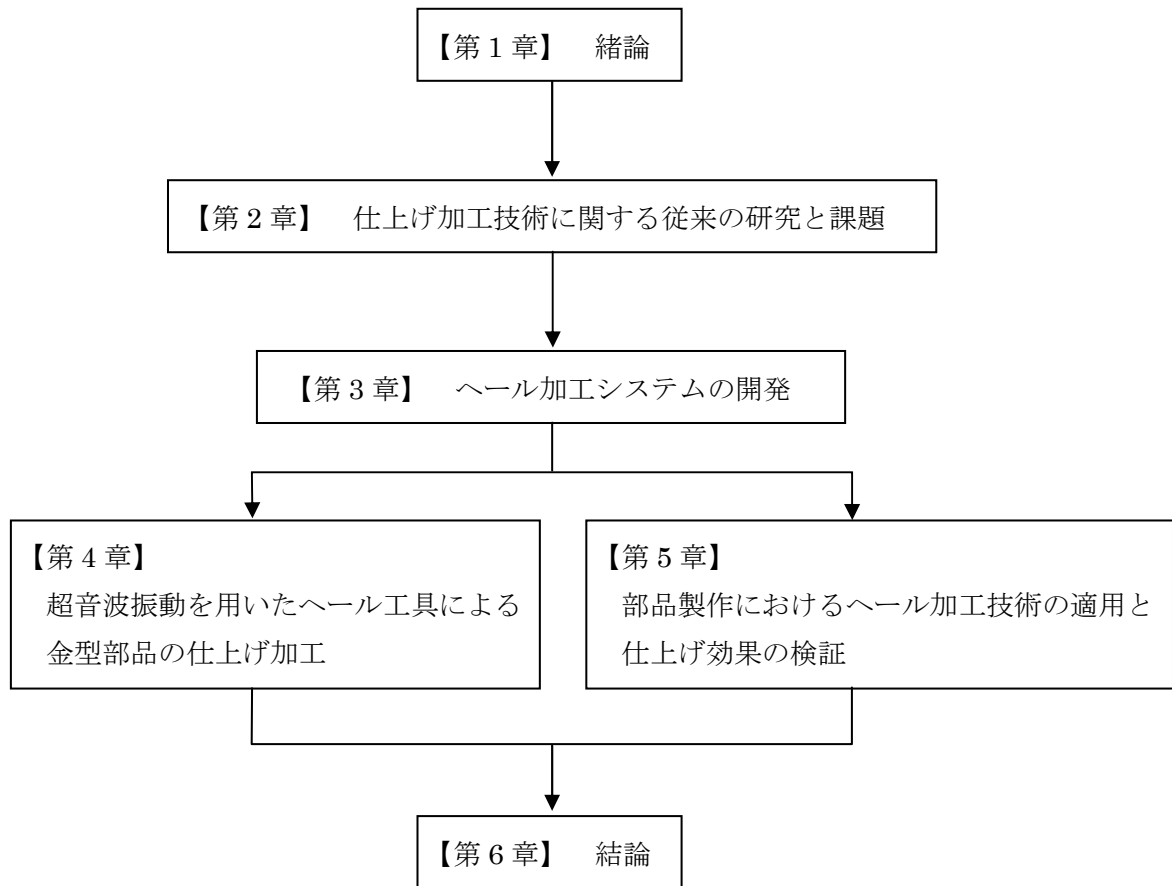 【第 1 章】　緒論
【第 2 章】　仕上げ加工技術に関する従来の研究と課題
【第 3 章】　ヘール加工システムの開発
【第 4 章】
超音波振動を用いたヘール工具による
金型部品の仕上げ加工
【第 5 章】
部品製作におけるヘール加工技術の適用と
仕上げ効果の検証
【第 6 章】　結論